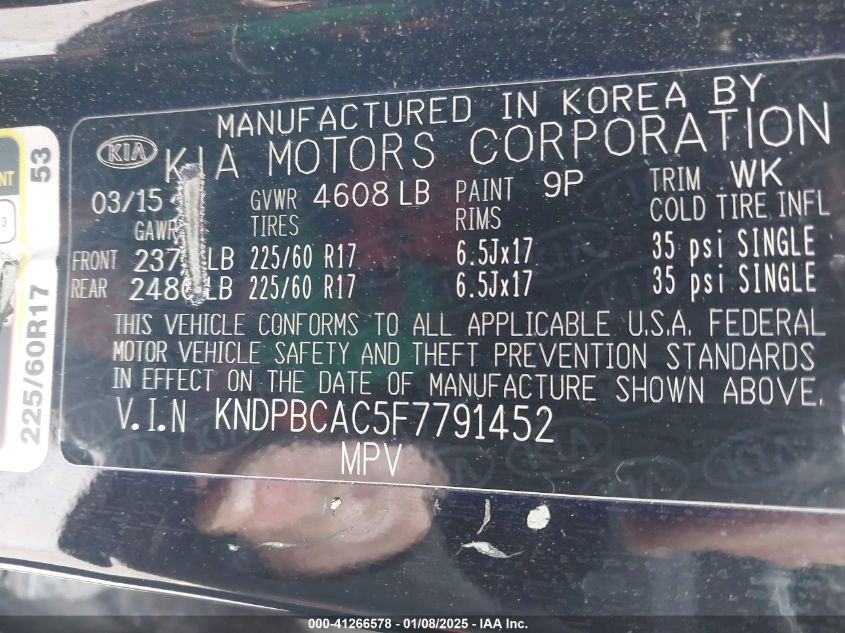 MANUFACTURED IN KOREA BY
KIA KIA MOTORS CORPORATION
03/15 GVWR 4608 LB PAINT 9P TRIM WK
GAWR TIRES RIMS COLD TIRE INFL
FRONT LB 225/60 R17 6.5Jx17 35 psi SINGLE
REAR LB 225/60 R17 6.5Jx17 35 psi SINGLE
THIS VEHICLE CONFORMS TO ALL APPLICABLE U.S.A. FEDERAL
MOTOR VEHICLE SAFETY AND THEFT PREVENTION STANDARDS
IN EFFECT ON THE DATE OF MANUFACTURE SHOWN ABOVE.
V.I.N KNDPBCAC5F7791452
MPV
53
225/60R17
000-41266578 - 01/08/2025 - IAAI.com